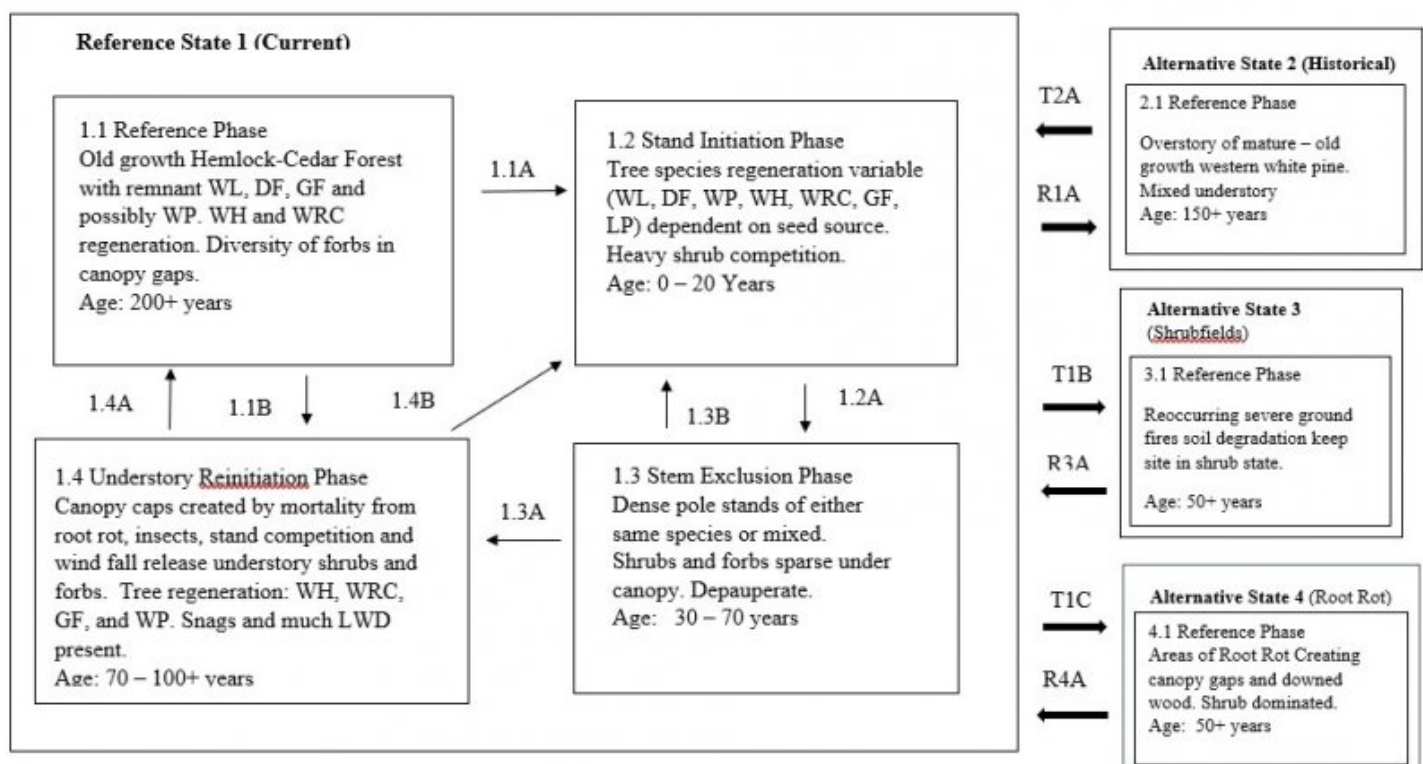 Reference State 1 (Current)
1.1 Reference Phase
Old growth Hemlock-Cedar Forest
with remnant WL, DF, GF and
possibly WP. WH and WRC
regeneration. Diversity of forbs in
canopy gaps.
Age: 200+ years
1.1A
1.2 Stand Initiation Phase
Tree species regeneration variable
(WL, DF, WP, WH, WRC, GF,
LP) dependent on seed source.
Heavy shrub competition.
Age: 0 – 20 Years
1.4A
1.1B
1.4B
1.3B
1.2A
1.4 Understory Reinitiation Phase
Canopy caps created by mortality from
root rot, insects, stand competition and
wind fall release understory shrubs and
forbs. Tree regeneration: WH, WRC,
GF, and WP. Snags and much LWD
present.
Age: 70 – 100+ years
1.3A
1.3 Stem Exclusion Phase
Dense pole stands of either
same species or mixed.
Shrubs and forbs sparse under
canopy. Depauperate.
Age: 30 – 70 years
T2A
R1A
Alternative State 2 (Historical)
2.1 Reference Phase
Overstory of mature – old
growth western white pine.
Mixed understory
Age: 150+ years
T1B
R3A
Alternative State 3
(Shrubfields)
3.1 Reference Phase
Reoccurring severe ground
fires soil degradation keep
site in shrub state.
Age: 50+ years
T1C
R4A
Alternative State 4 (Root Rot)
4.1 Reference Phase
Areas of Root Rot Creating
canopy gaps and downed
wood. Shrub dominated.
Age: 50+ years